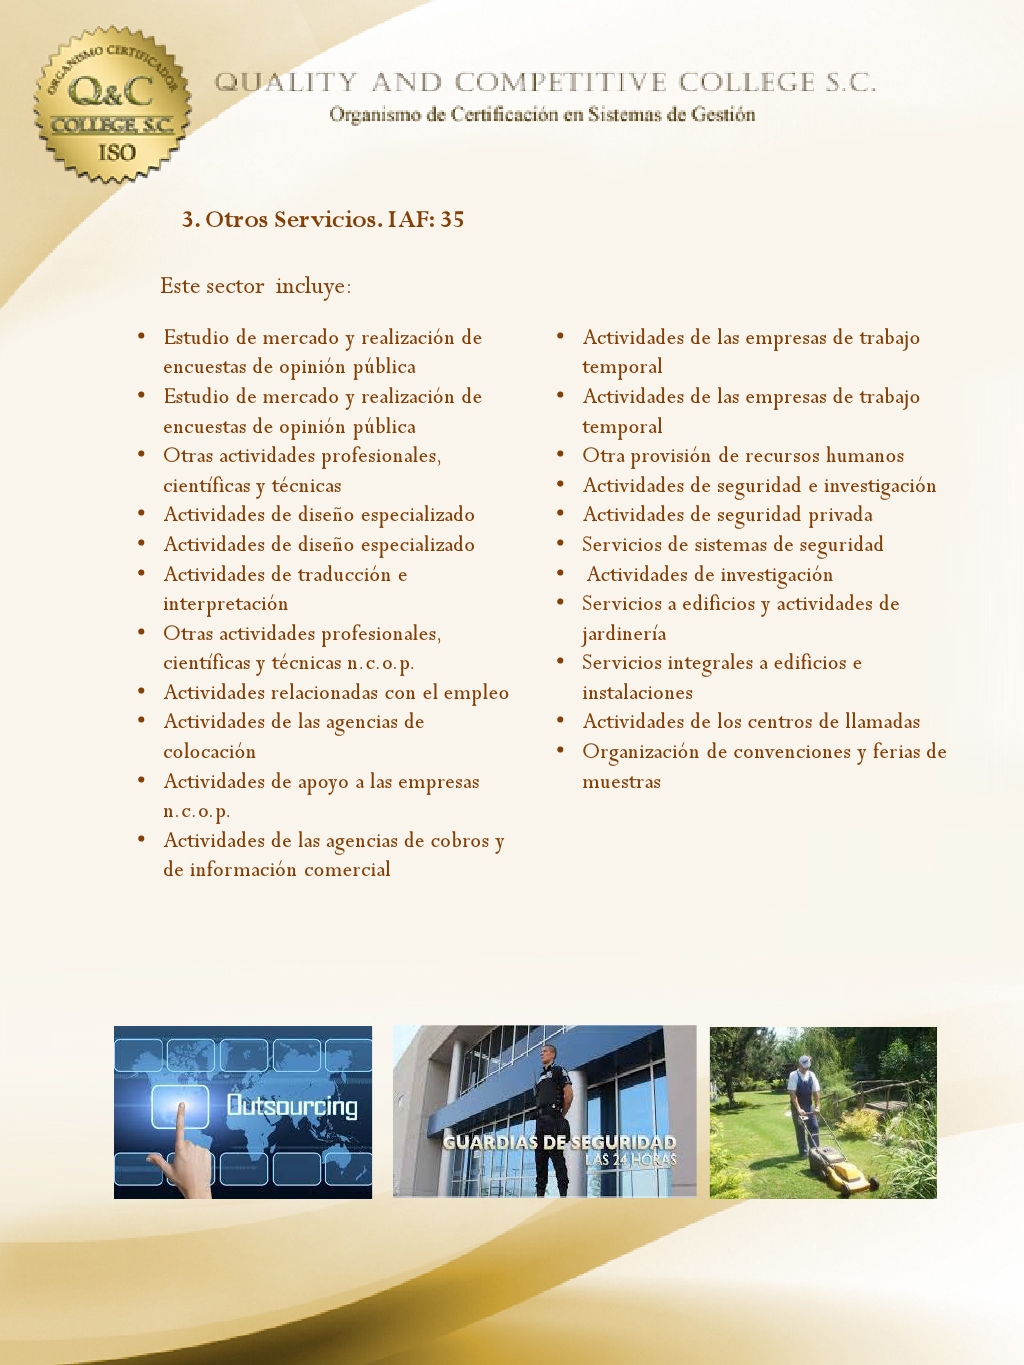 ORGANISMO CERTIFICADOR
Q&C
COLLEGE, S.C.
ISO
QUALITY AND COMPETITIVE COLLEGE S.C.
Organismo de Certificación en Sistemas de Gestión
3. Otros Servicios. IAF: 35
Este sector incluye:
• Estudio de mercado y realización de
encuestas de opinión pública
• Estudio de mercado y realización de
encuestas de opinión pública
• Otras actividades profesionales,
científicas y técnicas
• Actividades de diseño especializado
• Actividades de diseño especializado
• Actividades de traducción e
interpretación
• Otras actividades profesionales,
científicas y técnicas n.c.o.p.
• Actividades relacionadas con el empleo
• Actividades de las agencias de
colocación
• Actividades de apoyo a las empresas
n.c.o.p.
• Actividades de las agencias de cobros y
de información comercial
• Actividades de las empresas de trabajo
temporal
• Actividades de las empresas de trabajo
temporal
• Otra provisión de recursos humanos
• Actividades de seguridad e investigación
• Actividades de seguridad privada
• Servicios de sistemas de seguridad
• Actividades de investigación
• Servicios a edificios y actividades de
jardinería
• Servicios integrales a edificios e
instalaciones
• Actividades de los centros de llamadas
• Organización de convenciones y ferias de
muestras
Outsourcing
GUARDIAS DE SEGURIDAD
LAS 24 HORAS